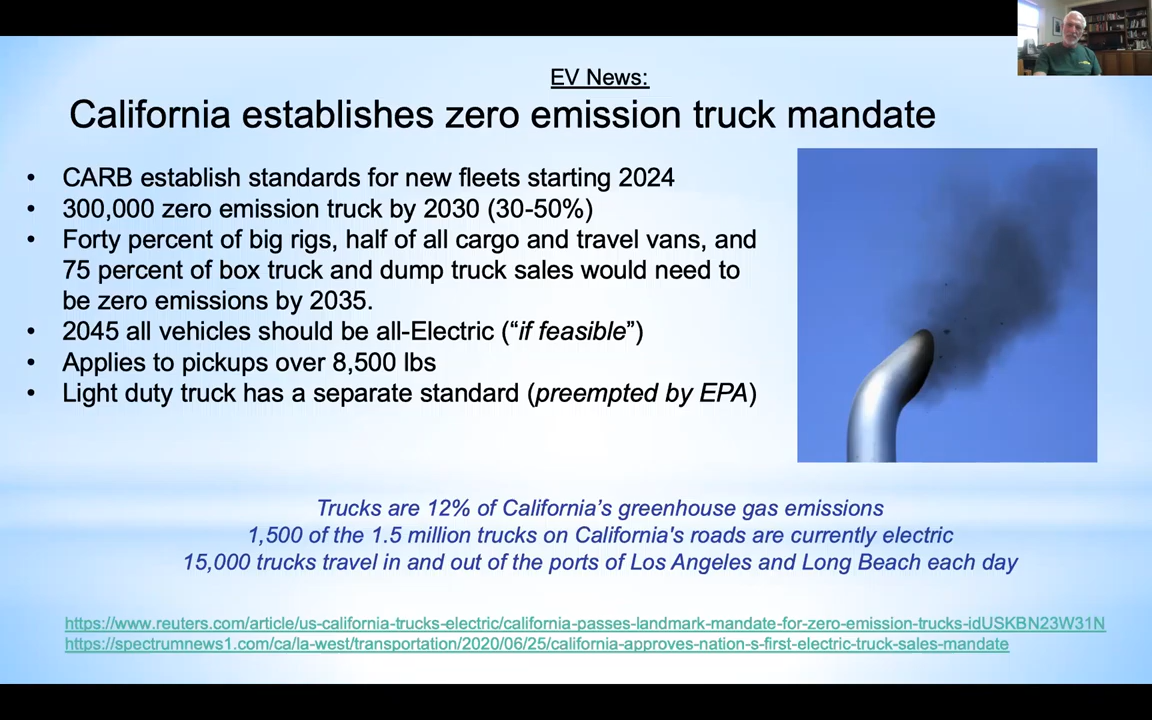 EV News:
California establishes zero emission truck mandate
• CARB establish standards for new fleets starting 2024
• 300,000 zero emission truck by 2030 (30-50%)
• Forty percent of big rigs, half of all cargo and travel vans, and
75 percent of box truck and dump truck sales would need to
be zero emissions by 2035.
• 2045 all vehicles should be all-Electric (“if feasible”)
• Applies to pickups over 8,500 lbs
• Light duty truck has a separate standard (preempted by EPA)
Trucks are 12% of California’s greenhouse gas emissions
1,500 of the 1.5 million trucks on California's roads are currently electric
15,000 trucks travel in and out of the ports of Los Angeles and Long Beach each day
https://www.reuters.com/article/us-california-trucks-electric/california-passes-landmark-mandate-for-zero-emission-trucks-idUSKBN23W31N
https://spectrumnews1.com/ca/la-west/transportation/2020/06/25/california-approves-nation-s-first-electric-truck-sales-mandate